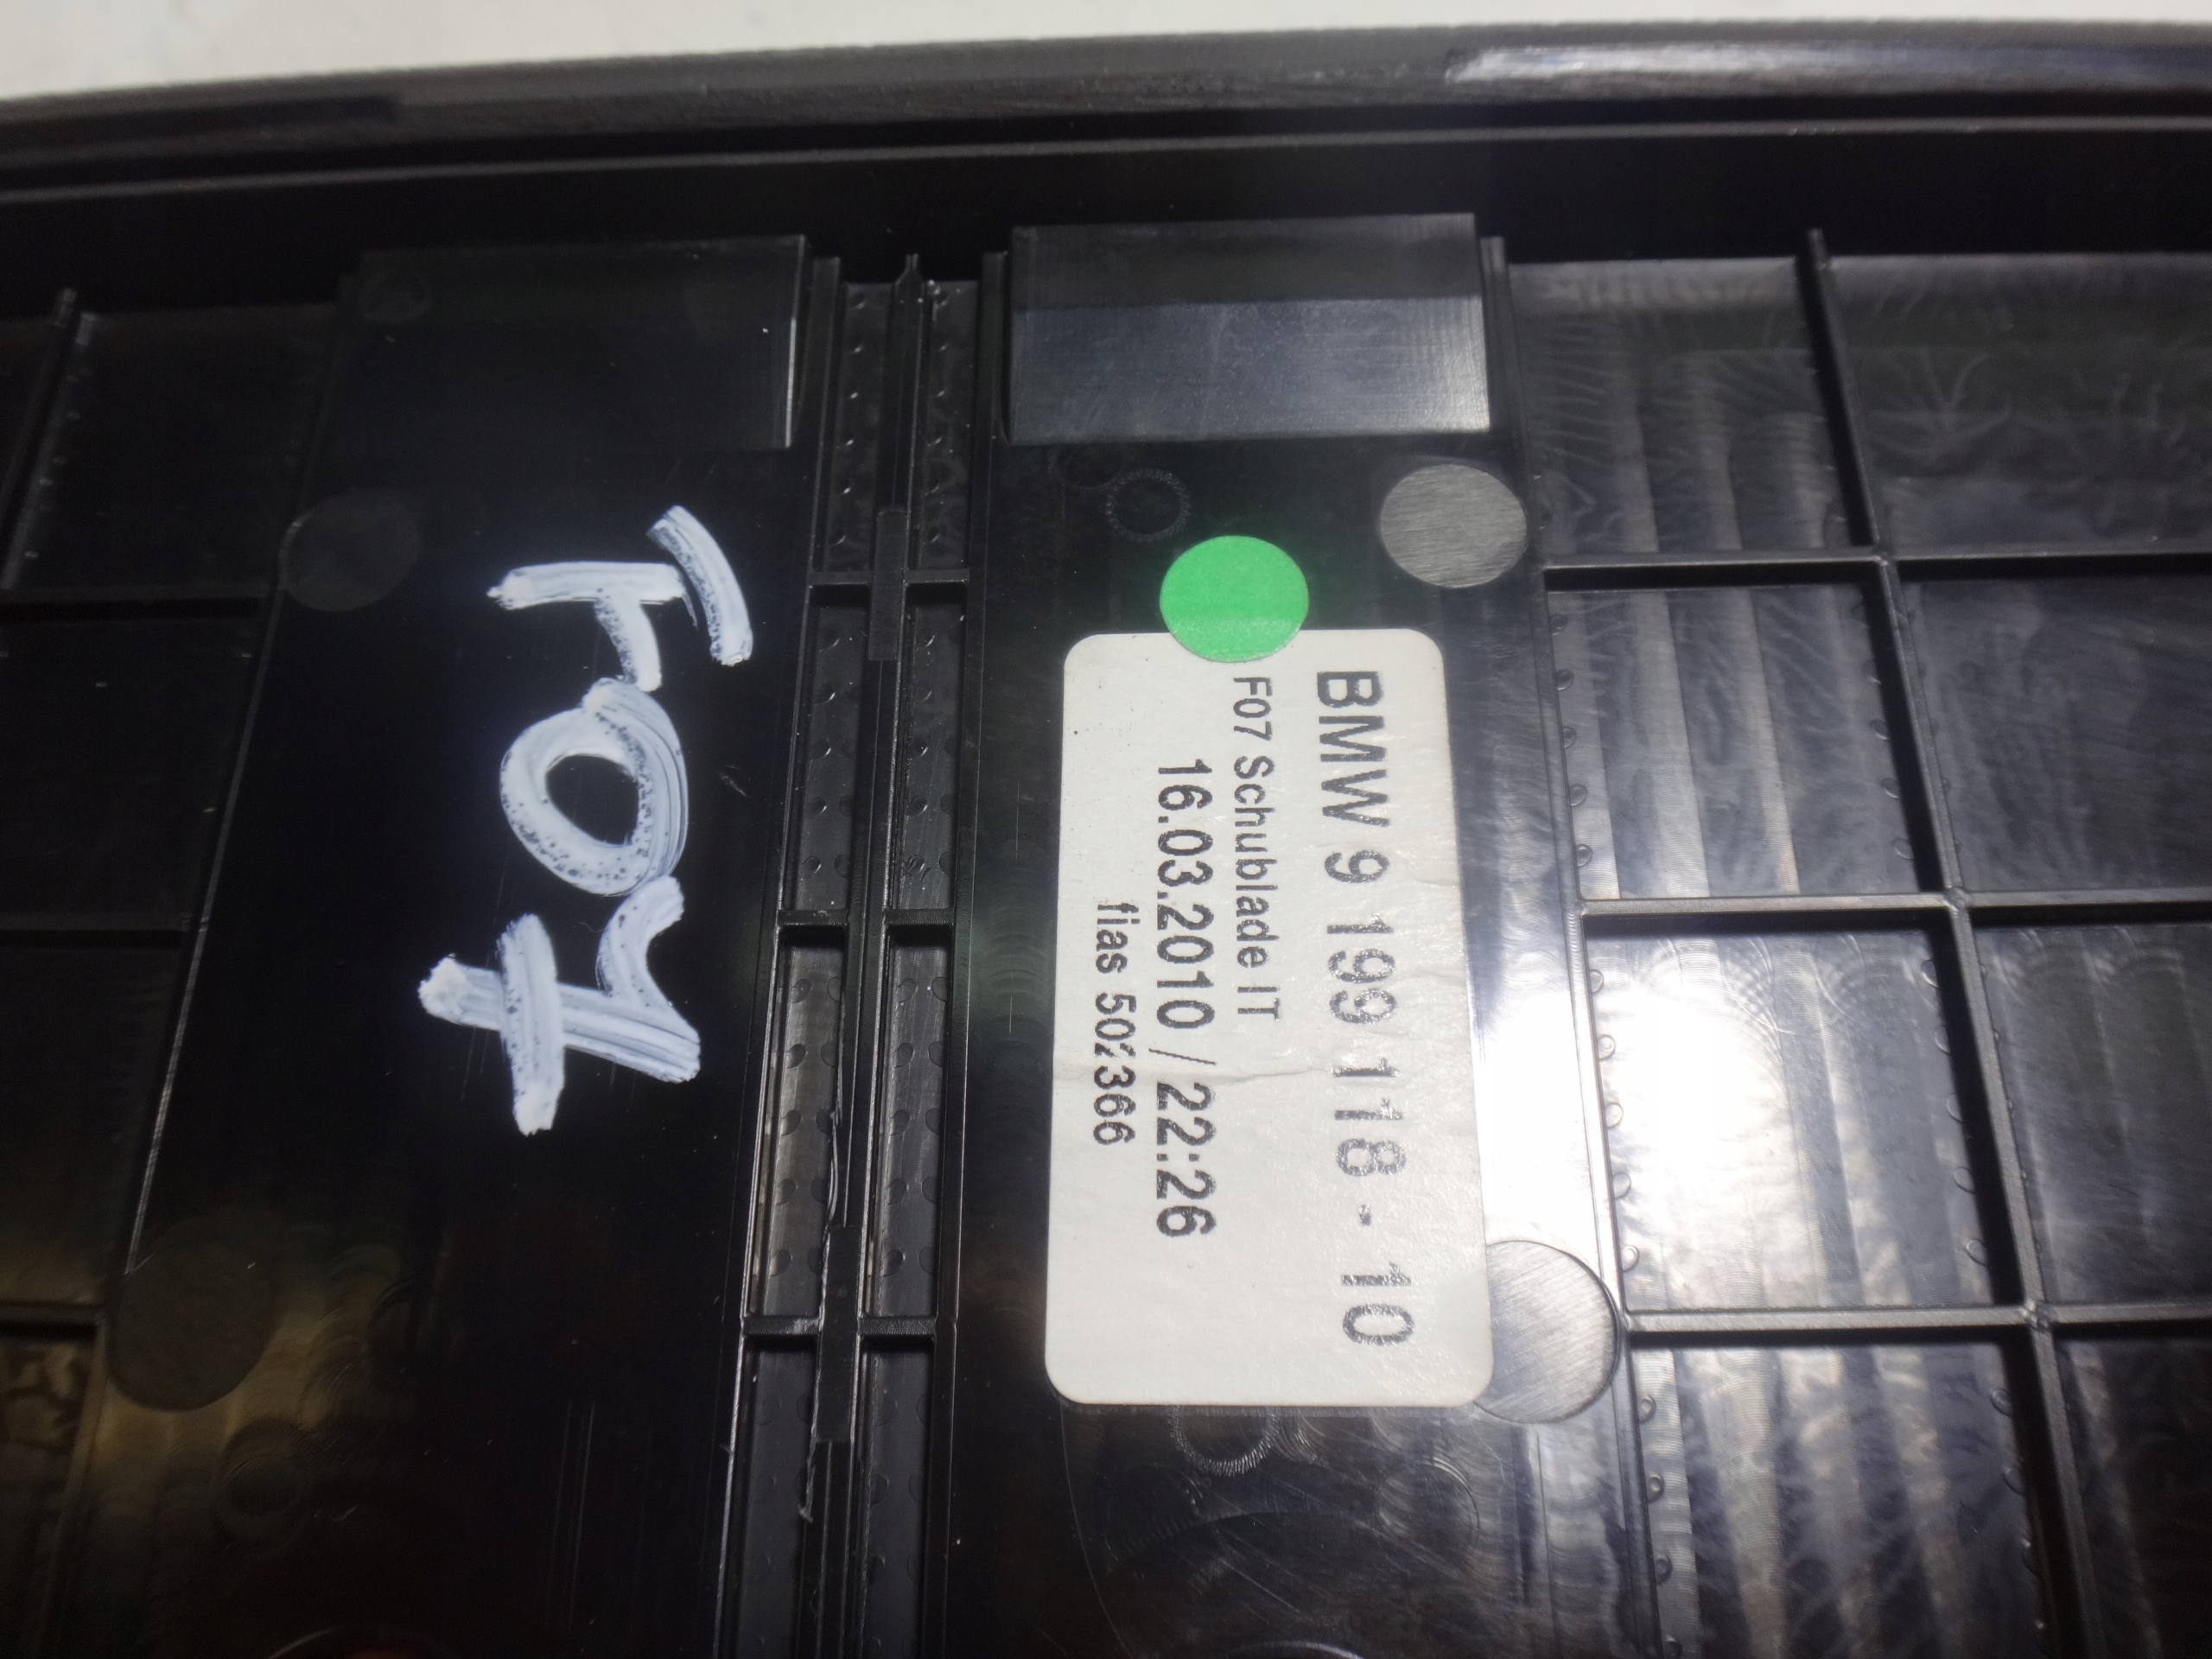 F07
BMW 9 199 118 - 10
F07 Schublade IT
16.03.2010 / 22:26
fias 502366